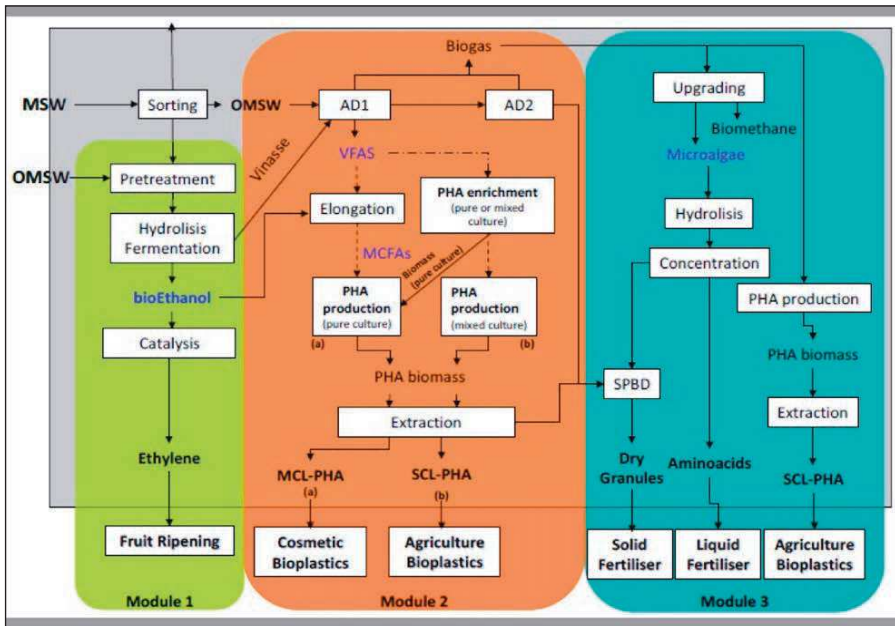 MSW
Sorting
OMSW
OMSW
Pretreatment
Hydrolisis
Fermentation
Vinasse
bioEthanol
Catalysis
Ethylene
Fruit Ripening
Module 1
Biogas
AD1
AD2
VFAS
Elongation
PHA enrichment
(pure or mixed
culture)
MCFAs
Biomass
(pure culture)
PHA
production
(pure culture)
(a)
PHA
production
(mixed culture)
(b)
PHA biomass
Extraction
MCL-PHA
(a)
SCL-PHA
(b)
Cosmetic
Bioplastics
Agriculture
Bioplastics
Module 2
Upgrading
Biomethane
Microalgae
Hydrolisis
Concentration
PHA production
PHA biomass
SPBD
Extraction
Dry
Granules
Aminoacids
SCL-PHA
Solid
Fertiliser
Liquid
Fertiliser
Agriculture
Bioplastics
Module 3